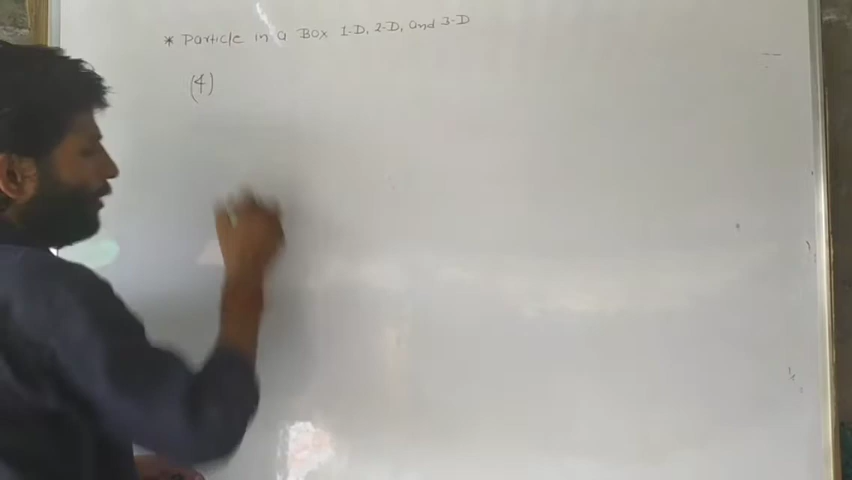 * Particle in a Box 1-D, 2-D, and 3-D
(4)